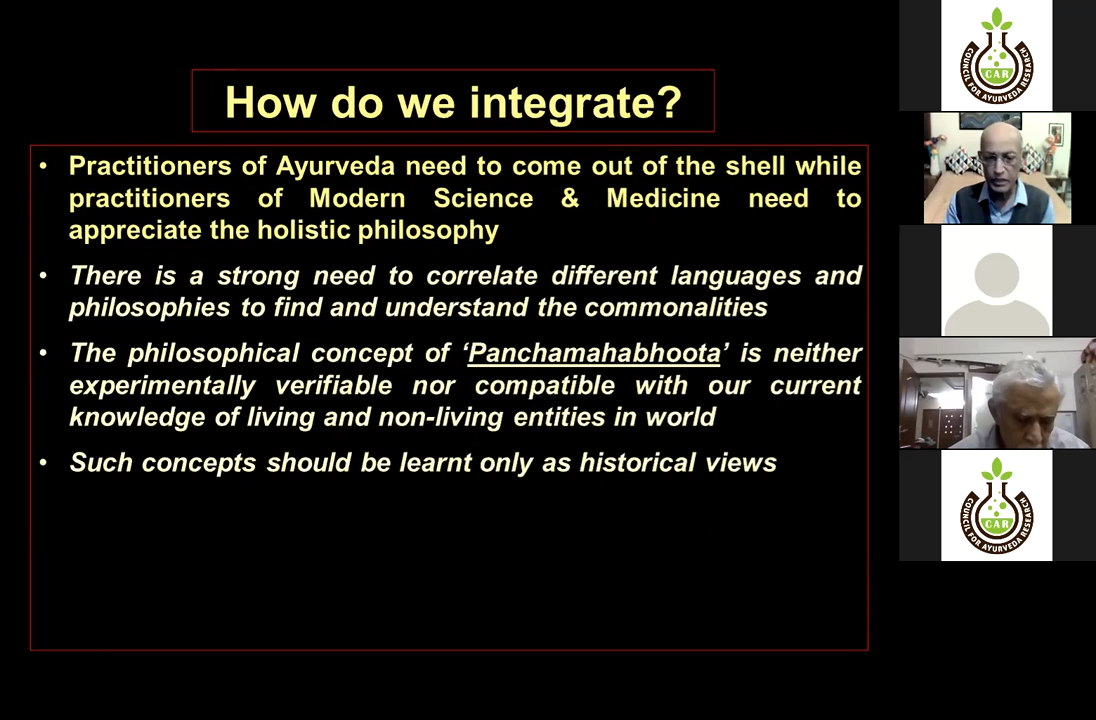 How do we integrate?
• Practitioners of Ayurveda need to come out of the shell while
practitioners of Modern Science & Medicine need to
appreciate the holistic philosophy
• There is a strong need to correlate different languages and
philosophies to find and understand the commonalities
• The philosophical concept of ‘Panchamahabhoota’ is neither
experimentally verifiable nor compatible with our current
knowledge of living and non-living entities in world
• Such concepts should be learnt only as historical views
CAR
COUNCIL FOR AYURVEDA RESEARCH
CAR
COUNCIL FOR AYURVEDA RESEARCH